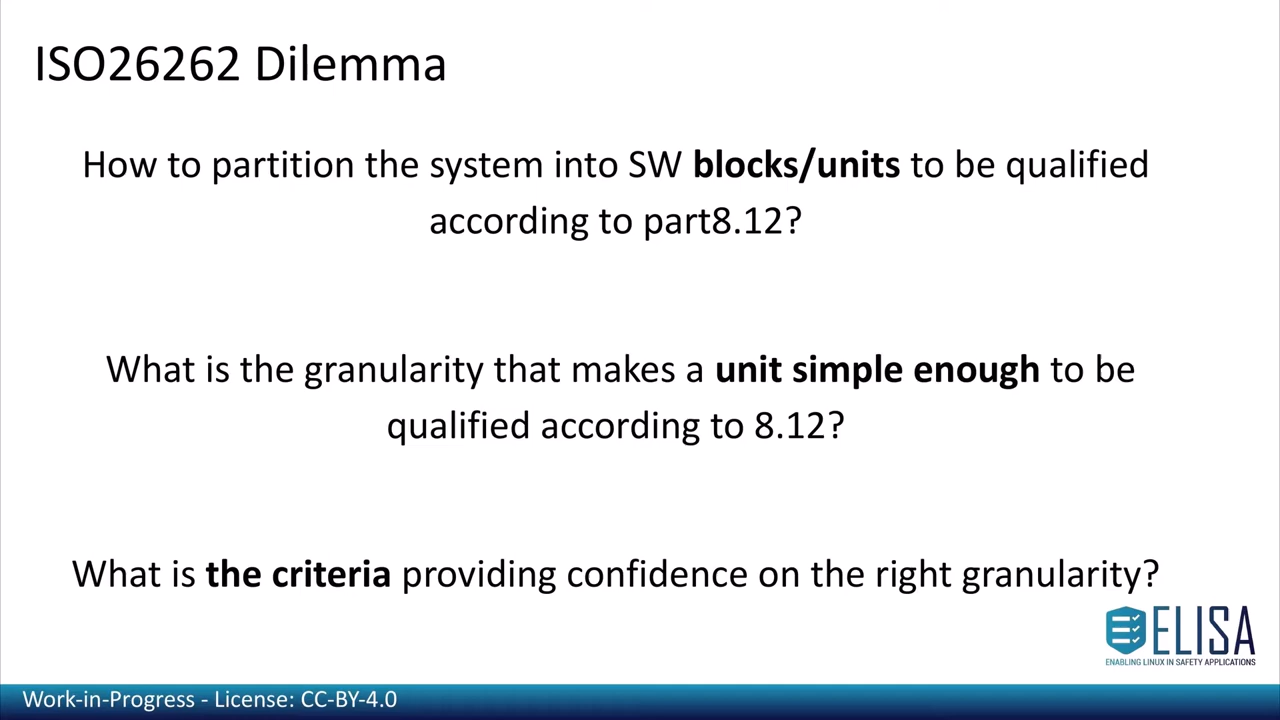 ISO26262 Dilemma
How to partition the system into SW blocks/units to be qualified
according to part8.12?
What is the granularity that makes a unit simple enough to be
qualified according to 8.12?
What is the criteria providing confidence on the right granularity?
ELISA
ENABLING LINUX IN SAFETY APPLICATIONS
Work-in-Progress - License: CC-BY-4.0